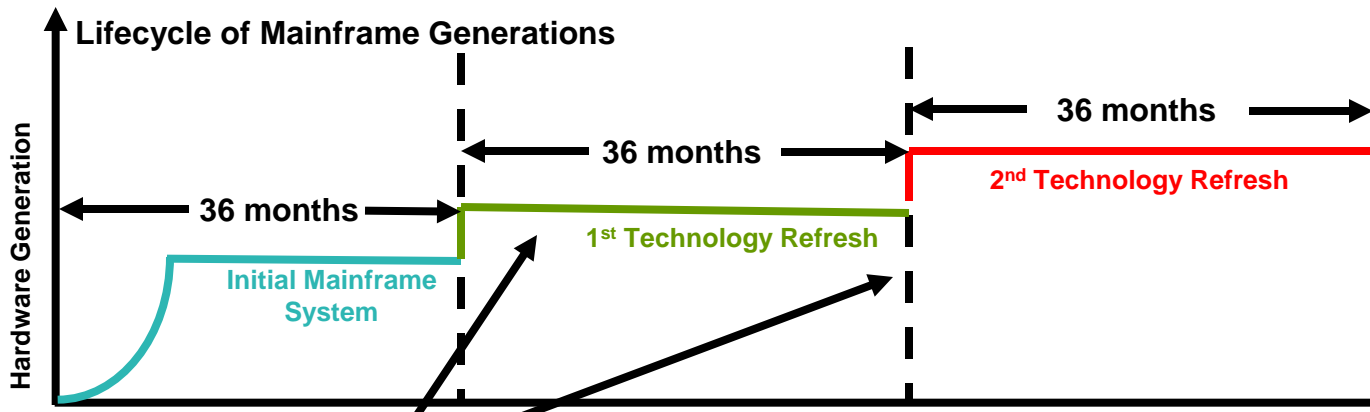 Lifecycle of Mainframe Generations
36 months
36 months
2nd Technology Refresh
36 months
1st Technology Refresh
Initial Mainframe
System
Hardware Generation